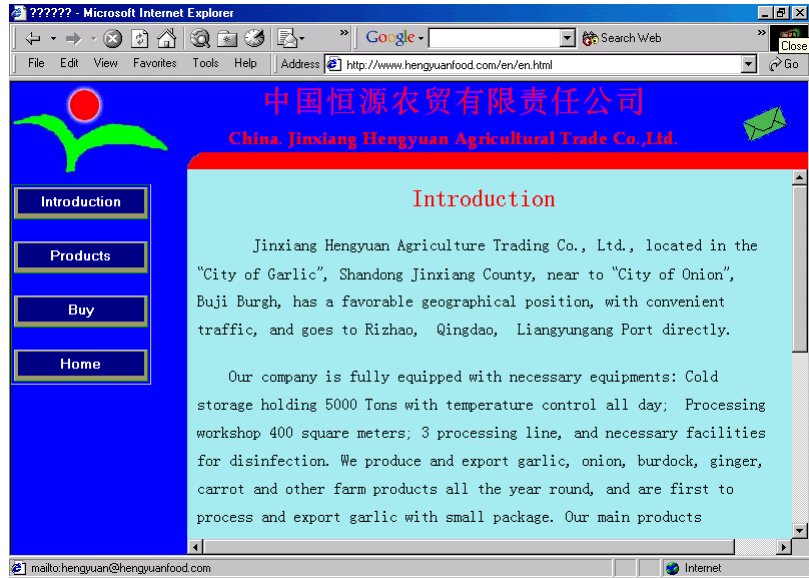 ?????? - Microsoft Internet Explorer
Google Search Web » »
Close
File Edit View Favorites Tools Help Address http://www.hengyuanfood.com/en/en.html Go
中国恒源农贸有限责任公司
China. Jinxiang Hengyuan Agricultural Trade Co.,Ltd.
Introduction
Products
Buy
Home
Introduction
Jinxiang Hengyuan Agriculture Trading Co., Ltd., located in the
“City of Garlic”, Shandong Jinxiang County, near to “City of Onion”,
Buji Burgh, has a favorable geographical position, with convenient
traffic, and goes to Rizhao, Qingdao, Liangyungang Port directly.
Our company is fully equipped with necessary equipments: Cold
storage holding 5000 Tons with temperature control all day; Processing
workshop 400 square meters; 3 processing line, and necessary facilities
for disinfection. We produce and export garlic, onion, burdock, ginger,
carrot and other farm products all the year round, and are first to
process and export garlic with small package. Our main products
mailto:hengyuan@hengyuanfood.com Internet